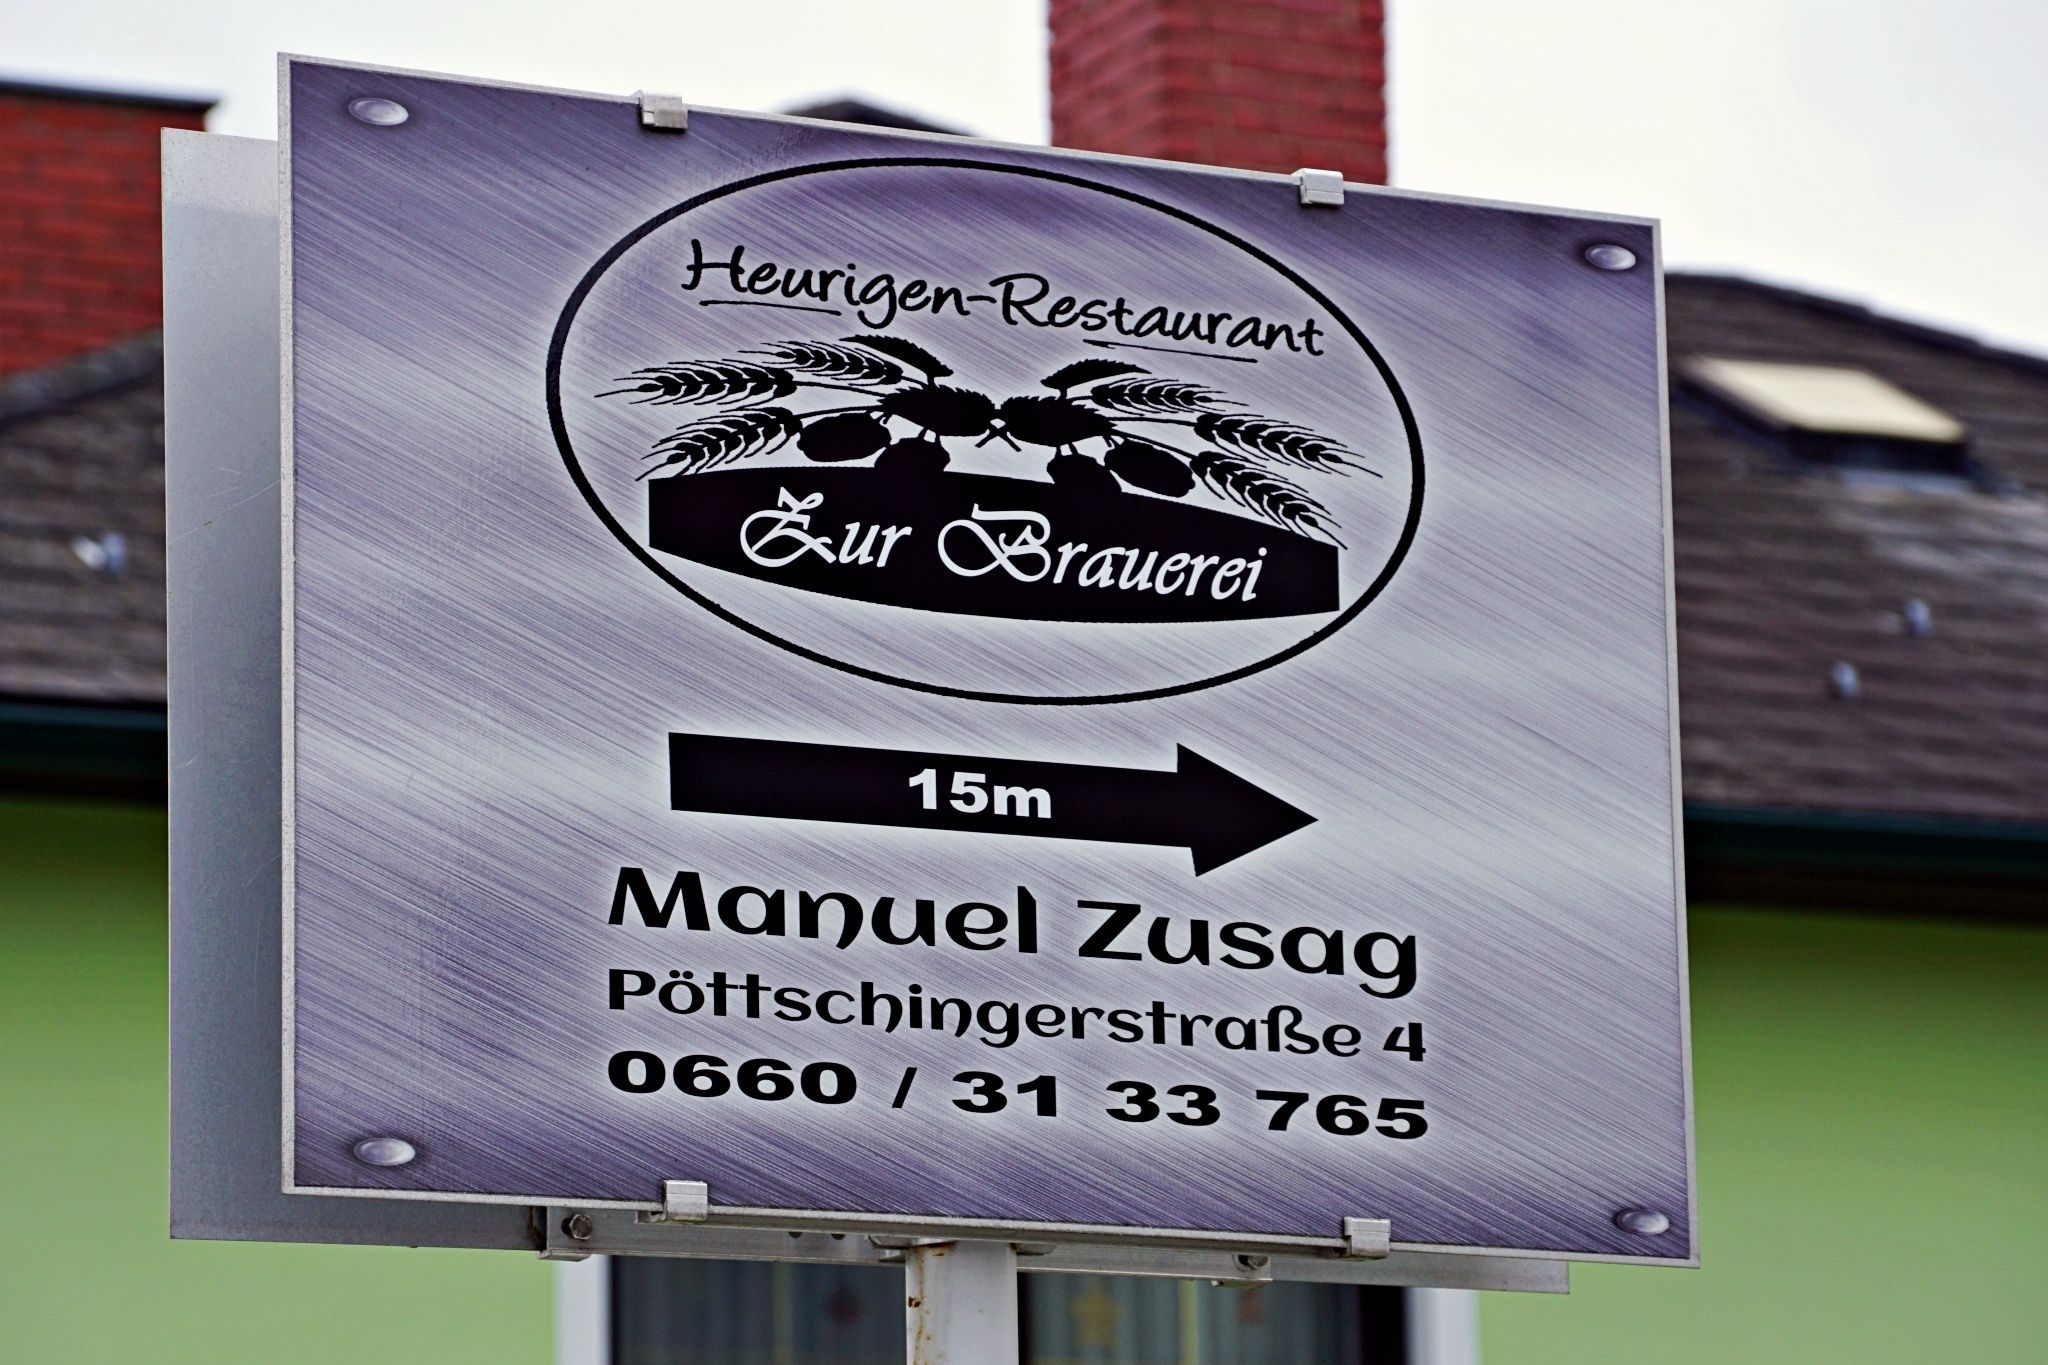 Heurigen-Restaurant
Zur Brauerei
15m
Manuel Zusag
Pöttschingerstraße 4
0660 / 31 33 765